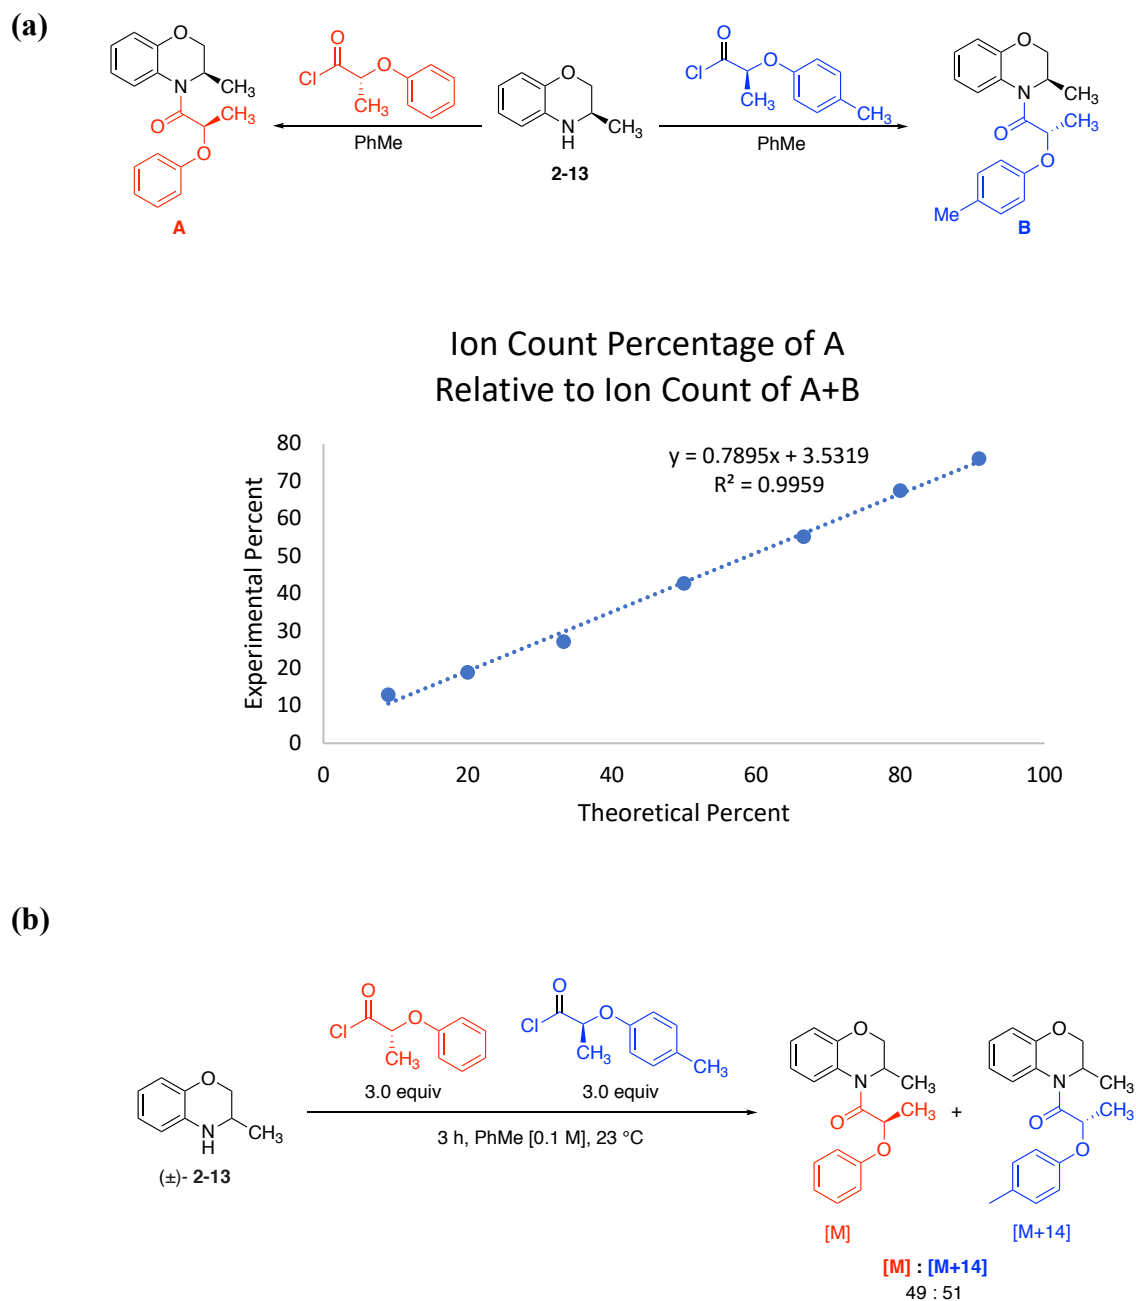 (a)
O
N
CH3
O
CH3
O
A
O
Cl
O
CH3
PhMe
O
N
H
CH3
2-13
O
Cl
O
CH3
CH3
PhMe
O
N
CH3
O
CH3
O
Me
B
Ion Count Percentage of A
Relative to Ion Count of A+B
y = 0.7895x + 3.5319
R² = 0.9959
Experimental Percent
80
70
60
50
40
30
20
10
0
0 20 40 60 80 100
Theoretical Percent
(b)
O
N
H
CH3
(±)- 2-13
O
Cl
O
CH3
3.0 equiv
O
Cl
O
CH3
CH3
3.0 equiv
3 h, PhMe [0.1 M], 23 °C
O
N
CH3
O
CH3
O
[M]
+
O
N
CH3
O
CH3
O
[M+14]
[M] : [M+14]
49 : 51